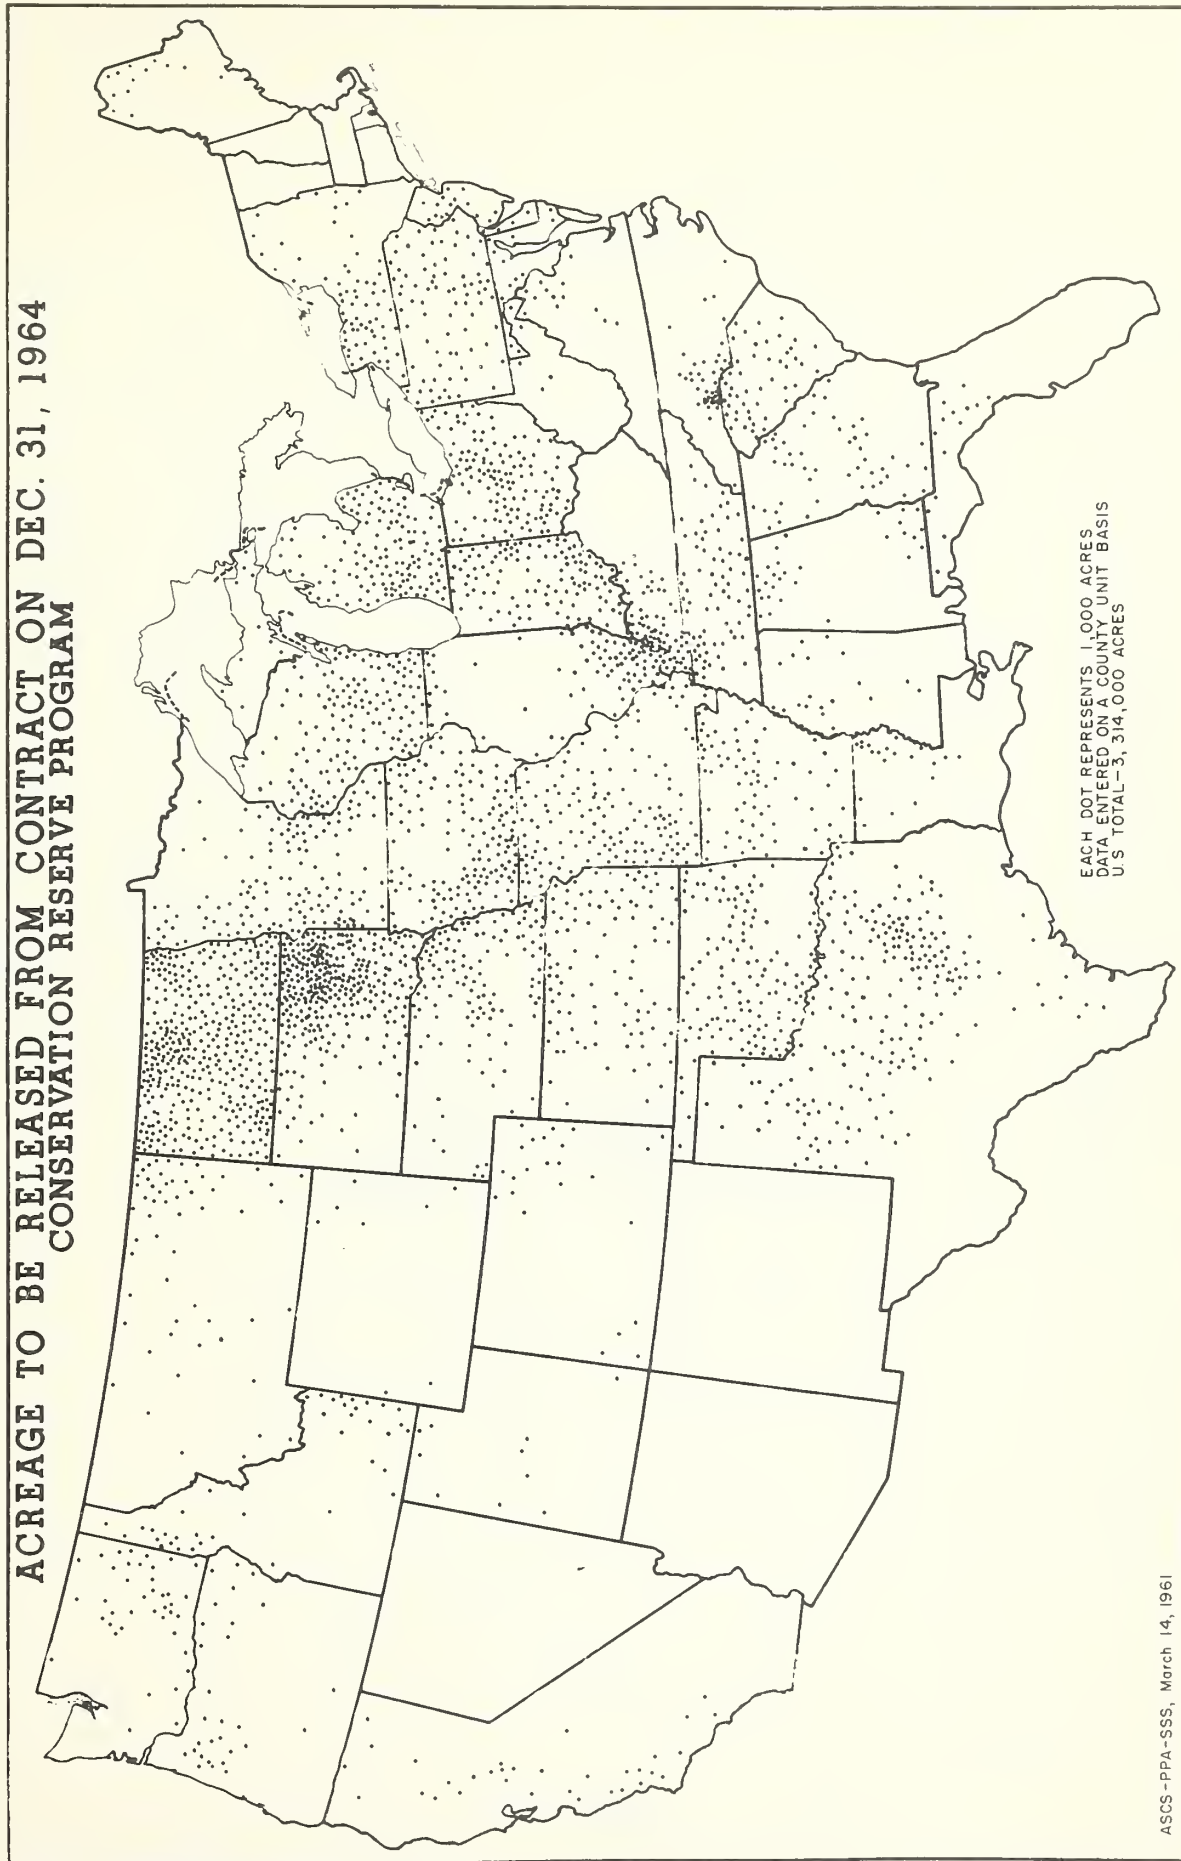 ACREAGE TO BE RELEASED FROM CONTRACT ON DEC. 31, 1964
CONSERVATION RESERVE PROGRAM
EACH DOT REPRESENTS 1,000 ACRES
DATA ENTERED ON A COUNTY UNIT BASIS
U.S TOTAL-3,314,000 ACRES
ASCS-PPA-SSS, March 14, 1961